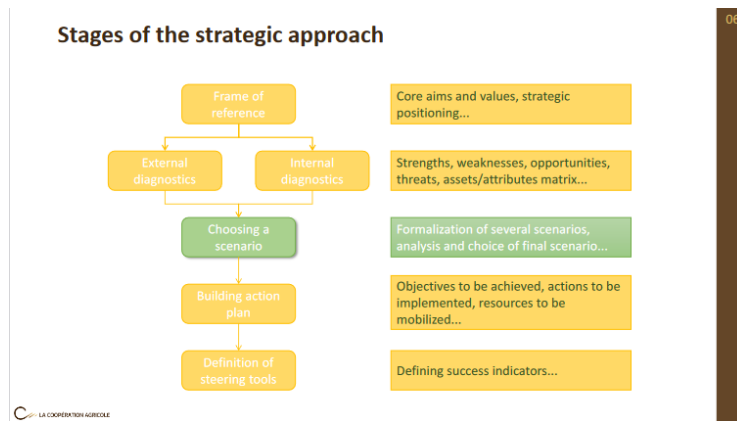 06
Stages of the strategic approach
Frame of
reference
Core aims and values, strategic
positioning...
External
diagnostics
Internal
diagnostics
Strengths, weaknesses, opportunities,
threats, assets/attributes matrix...
Choosing a
scenario
Formalization of several scenarios,
analysis and choice of final scenario...
Building action
plan
Objectives to be achieved, actions to be
implemented, resources to be
mobilized...
Definition of
steering tools
Defining success indicators...
LA COOPÉRATION AGRICOLE